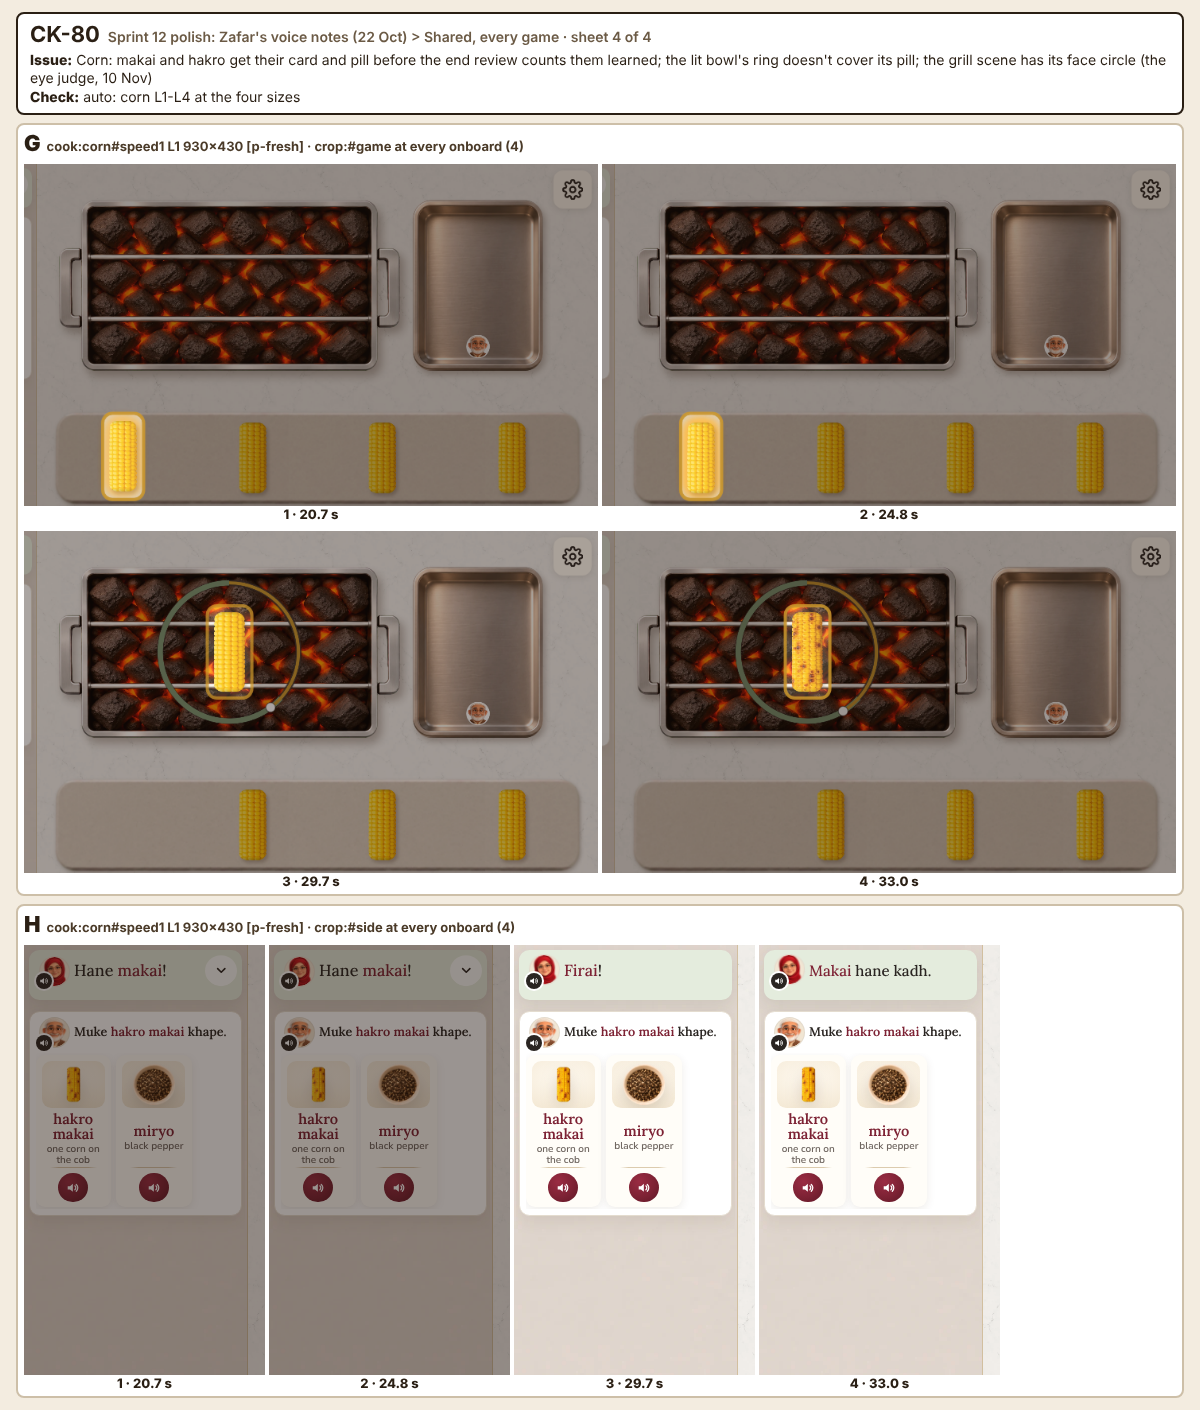 CK-80 Sprint 12 polish: Zafar's voice notes (22 Oct) > Shared, every game · sheet 4 of 4
Issue: Corn: makai and hakro get their card and pill before the end review counts them learned; the lit bowl's ring doesn't cover its pill; the grill scene has its face circle (the
eye judge, 10 Nov)
Check: auto: corn L1-L4 at the four sizes
G cook:corn#speed1 L1 930×430 [p-fresh] · crop:#game at every onboard (4)
1 · 20.7 s
2 · 24.8 s
3 · 29.7 s
4 · 33.0 s
H cook:corn#speed1 L1 930×430 [p-fresh] · crop:#side at every onboard (4)
Hane makai!
Muke hakro makai khape.
hakro
makai
one corn on
the cob
miryo
black pepper
1 · 20.7 s
Hane makai!
Muke hakro makai khape.
hakro
makai
one corn on
the cob
miryo
black pepper
2 · 24.8 s
Firai!
Muke hakro makai khape.
hakro
makai
one corn on
the cob
miryo
black pepper
3 · 29.7 s
Makai hane kadh.
Muke hakro makai khape.
hakro
makai
one corn on
the cob
miryo
black pepper
4 · 33.0 s